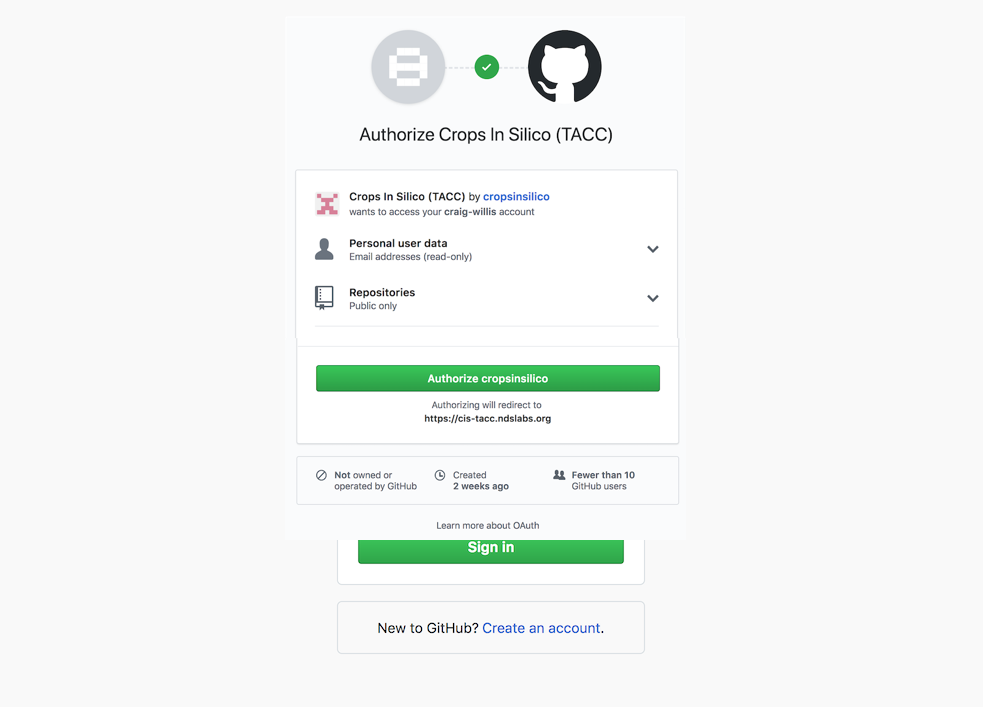 Authorize Crops In Silico (TACC)
Crops In Silico (TACC) by cropsinsilico
wants to access your craig-willis account
Personal user data
Email addresses (read-only)
Repositories
Public only
Authorize cropsinsilico
Authorizing will redirect to
https://cis-tacc.ndslabs.org
Not owned or
operated by GitHub
Created
2 weeks ago
Fewer than 10
GitHub users
Learn more about OAuth
Sign in
New to GitHub? Create an account.